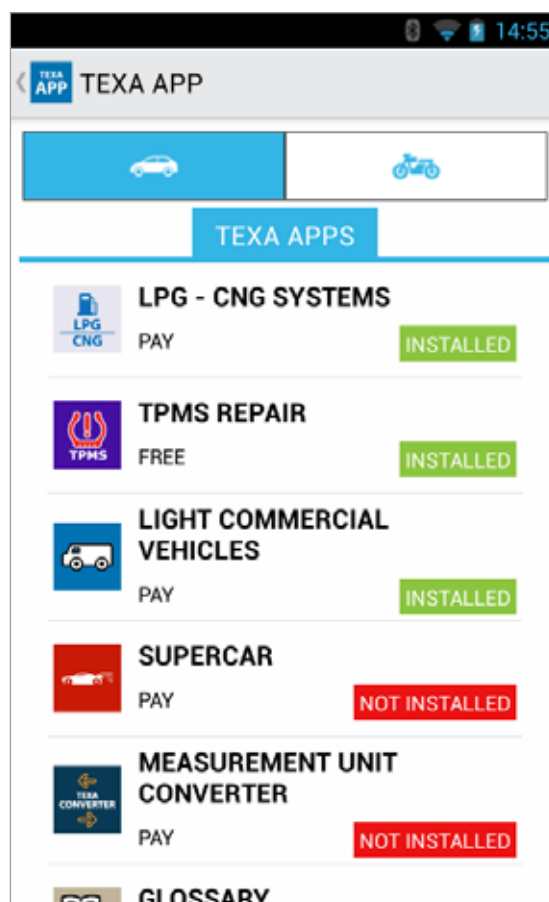 14:55
TEXA
APP
TEXA APP
TEXA APPS
LPG
CNG
LPG - CNG SYSTEMS
PAY
INSTALLED
TPMS
TPMS REPAIR
FREE
INSTALLED
LIGHT COMMERCIAL
VEHICLES
PAY
INSTALLED
SUPERCAR
PAY
NOT INSTALLED
TEXA
CONVERTER
MEASUREMENT UNIT
CONVERTER
PAY
NOT INSTALLED
GLOSSARY